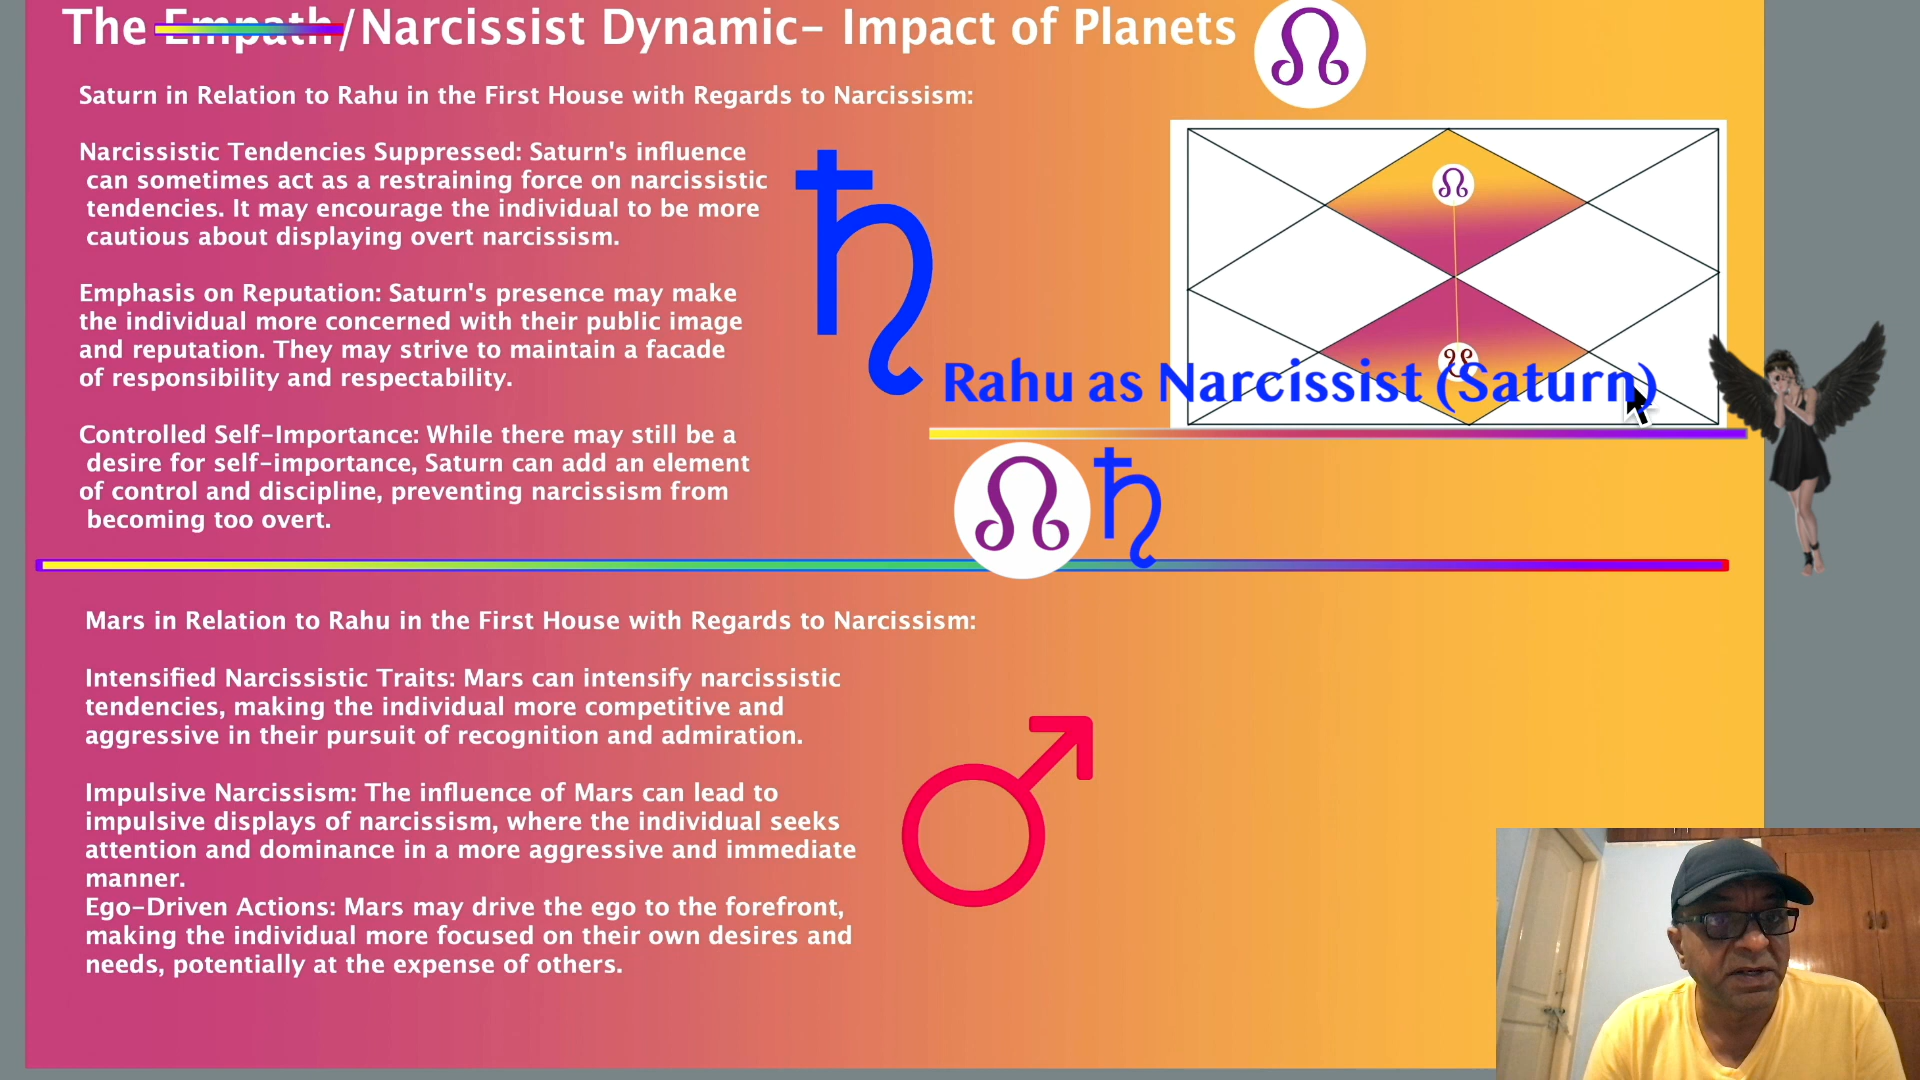 The Empath/Narcissist Dynamic- Impact of Planets
Saturn in Relation to Rahu in the First House with Regards to Narcissism:
Narcissistic Tendencies Suppressed: Saturn's influence
can sometimes act as a restraining force on narcissistic
tendencies. It may encourage the individual to be more
cautious about displaying overt narcissism.
Emphasis on Reputation: Saturn's presence may make
the individual more concerned with their public image
and reputation. They may strive to maintain a facade
of responsibility and respectability.
Controlled Self-Importance: While there may still be a
desire for self-importance, Saturn can add an element
of control and discipline, preventing narcissism from
becoming too overt.
Rahu as Narcissist (Saturn)
Mars in Relation to Rahu in the First House with Regards to Narcissism:
Intensified Narcissistic Traits: Mars can intensify narcissistic
tendencies, making the individual more competitive and
aggressive in their pursuit of recognition and admiration.
Impulsive Narcissism: The influence of Mars can lead to
impulsive displays of narcissism, where the individual seeks
attention and dominance in a more aggressive and immediate
manner.
Ego-Driven Actions: Mars may drive the ego to the forefront,
making the individual more focused on their own desires and
needs, potentially at the expense of others.